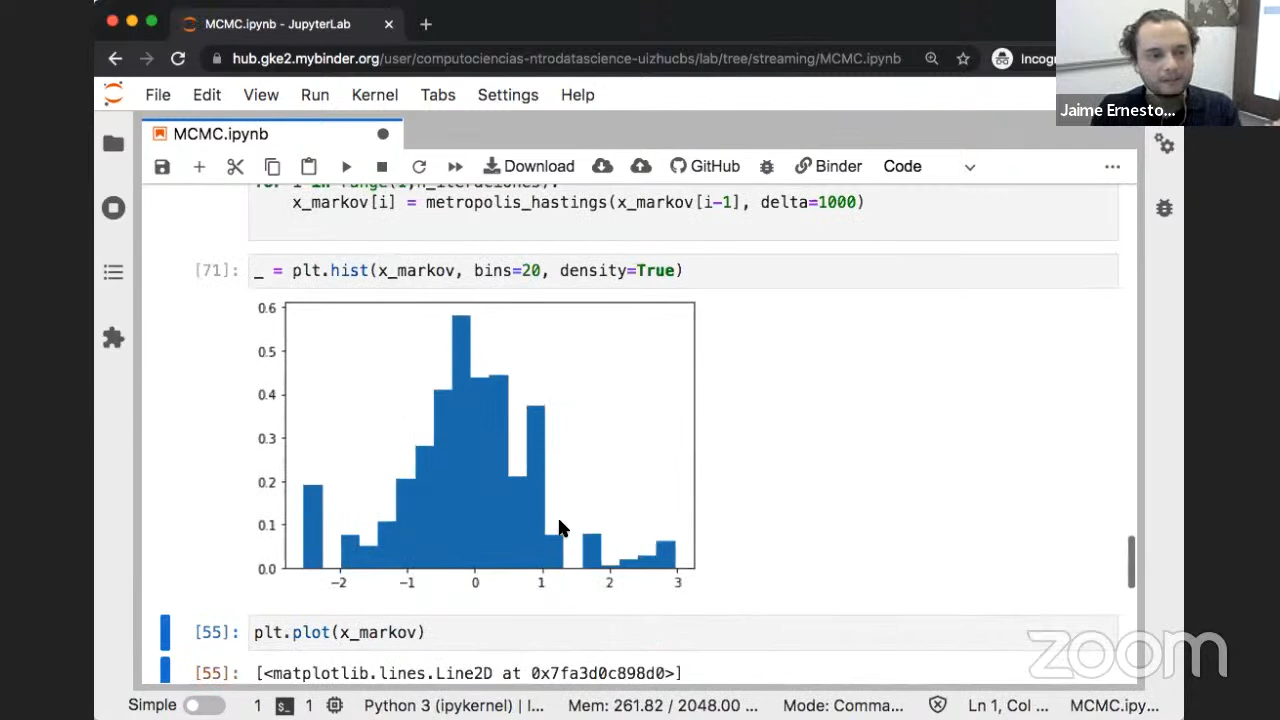 MCMC.ipynb - JupyterLab
hub.gke2.mybinder.org/user/computociencias-ntrodatascience-uizhucbs/lab/tree/streaming/MCMC.ipynb
Incog
Jaime Ernesto...
File Edit View Run Kernel Tabs Settings Help
MCMC.ipynb
Download GitHub Binder Code
for i in range(1,n_iteraciones):
x_markov[i] = metropolis_hastings(x_markov[i-1], delta=1000)
[71]: _ = plt.hist(x_markov, bins=20, density=True)
0.6
0.5
0.4
0.3
0.2
0.1
0.0
−2 −1 0 1 2 3
[55]: plt.plot(x_markov)
[55]: [<matplotlib.lines.Line2D at 0x7fa3d0c898d0>]
zoom
Simple 1 $_ 1 Python 3 (ipykernel) | I... Mem: 261.82 / 2048.00 ... Mode: Comma... Ln 1, Col ... MCMC.ipy...